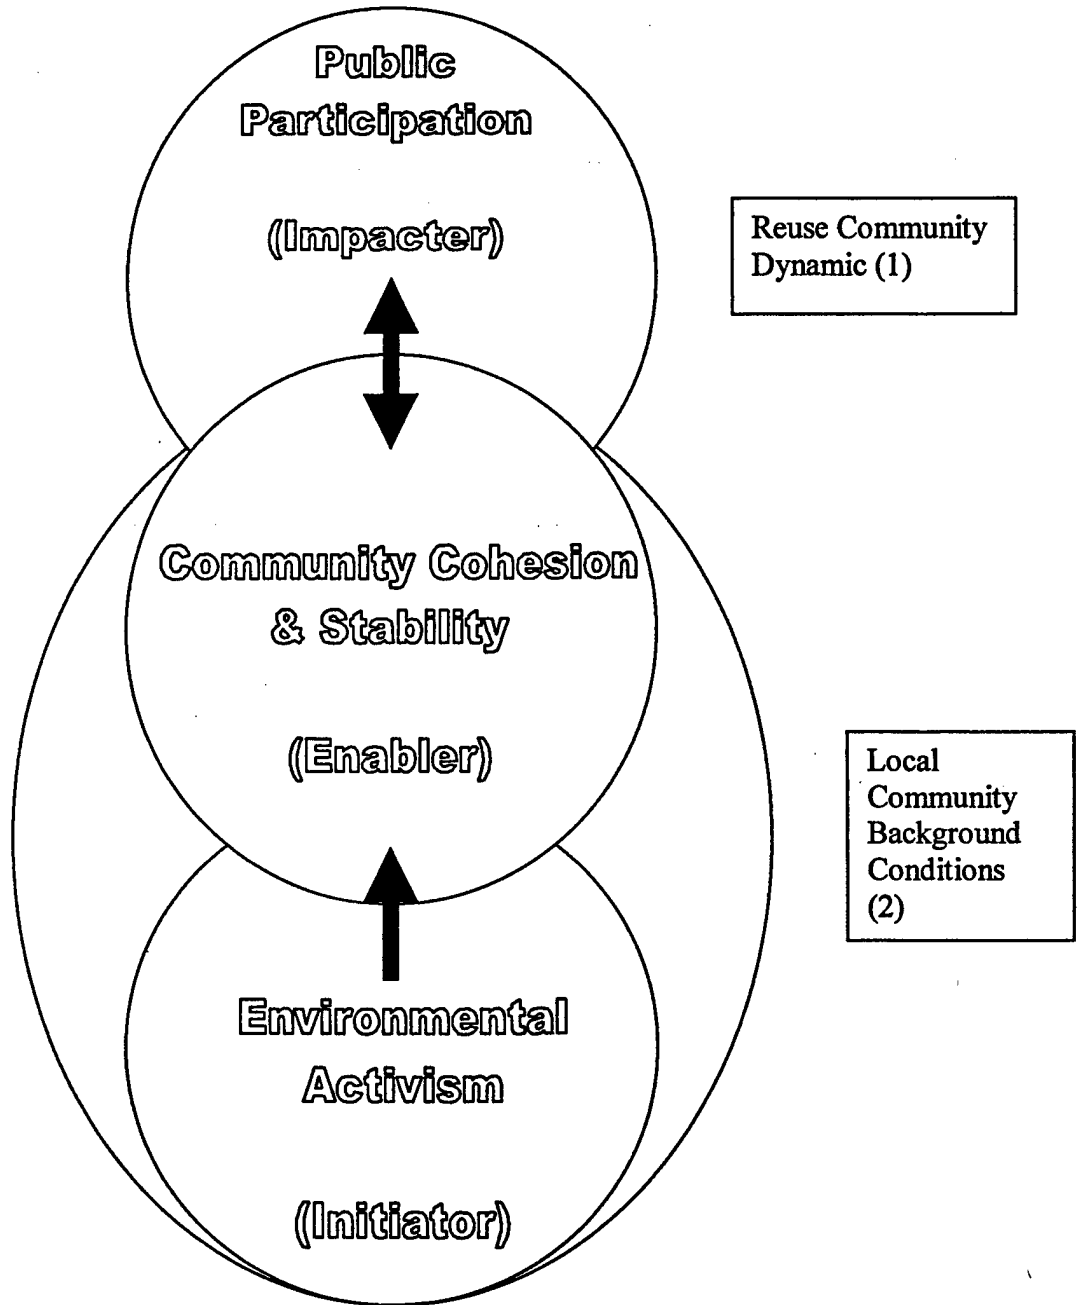 Public
Participation
(Impacter)
Reuse Community
Dynamic (1)
Community Cohesion
& Stability
(Enabler)
Local
Community
Background
Conditions
(2)
Environmental
Activism
(Initiator)